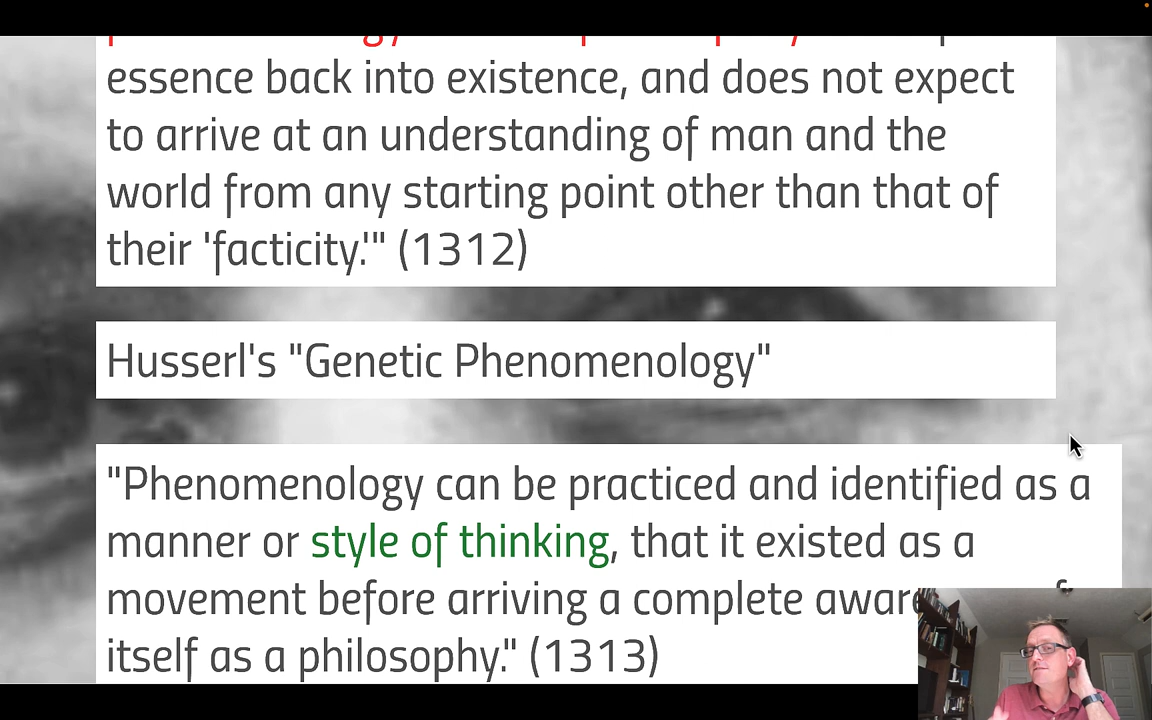 essence back into existence, and does not expect
to arrive at an understanding of man and the
world from any starting point other than that of
their 'facticity.'" (1312)
Husserl's "Genetic Phenomenology"
"Phenomenology can be practiced and identified as a
manner or style of thinking, that it existed as a
movement before arriving a complete
itself as a philosophy." (1313)